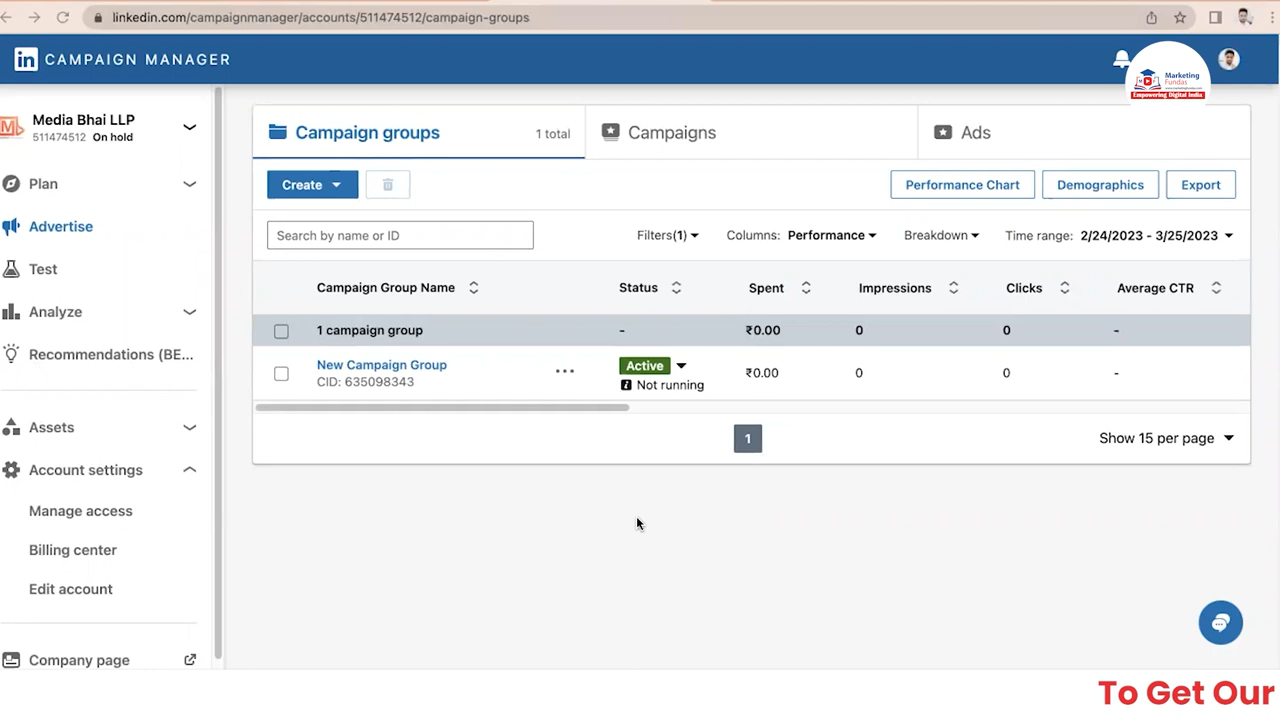 linkedin.com/campaignmanager/accounts/511474512/campaign-groups
in CAMPAIGN MANAGER
Marketing
Fundas
www.marketingfundas.com
Empowering Digital India
Media Bhai LLP
511474512 On hold
Plan
Advertise
Test
Analyze
Recommendations (BE...
Assets
Account settings
Manage access
Billing center
Edit account
Company page
Campaign groups 1 total Campaigns Ads
Create Performance Chart Demographics Export
Search by name or ID Filters(1) Columns: Performance Breakdown Time range: 2/24/2023 - 3/25/2023
Campaign Group Name Status Spent Impressions Clicks Average CTR
1 campaign group - ₹0.00 0 0 -
New Campaign Group Active ₹0.00 0 0 -
CID: 635098343 Not running
1 Show 15 per page
To Get Our